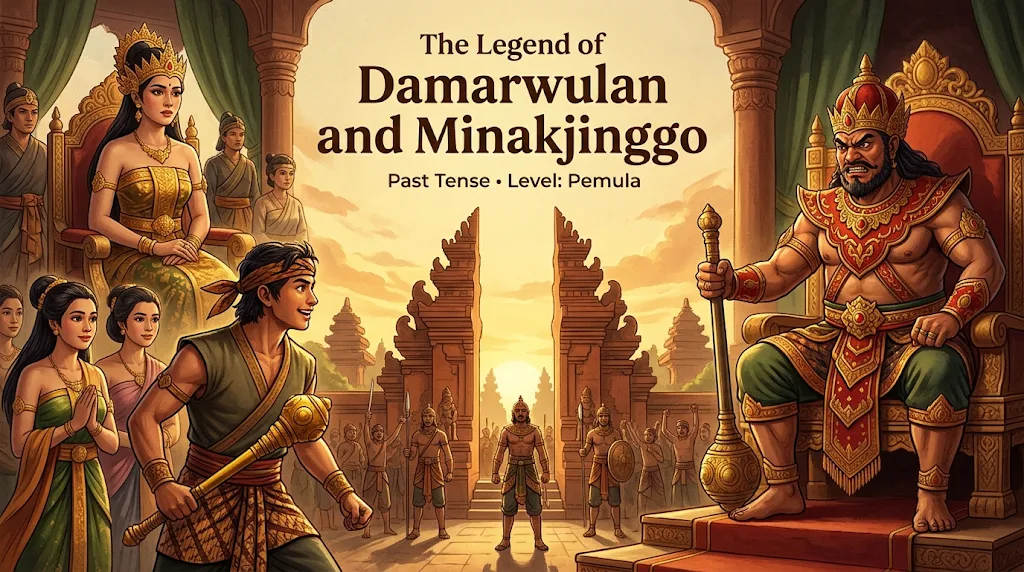 The Legend of
Damarwulan
and Minakjinggo
Past Tense • Level: Pemula